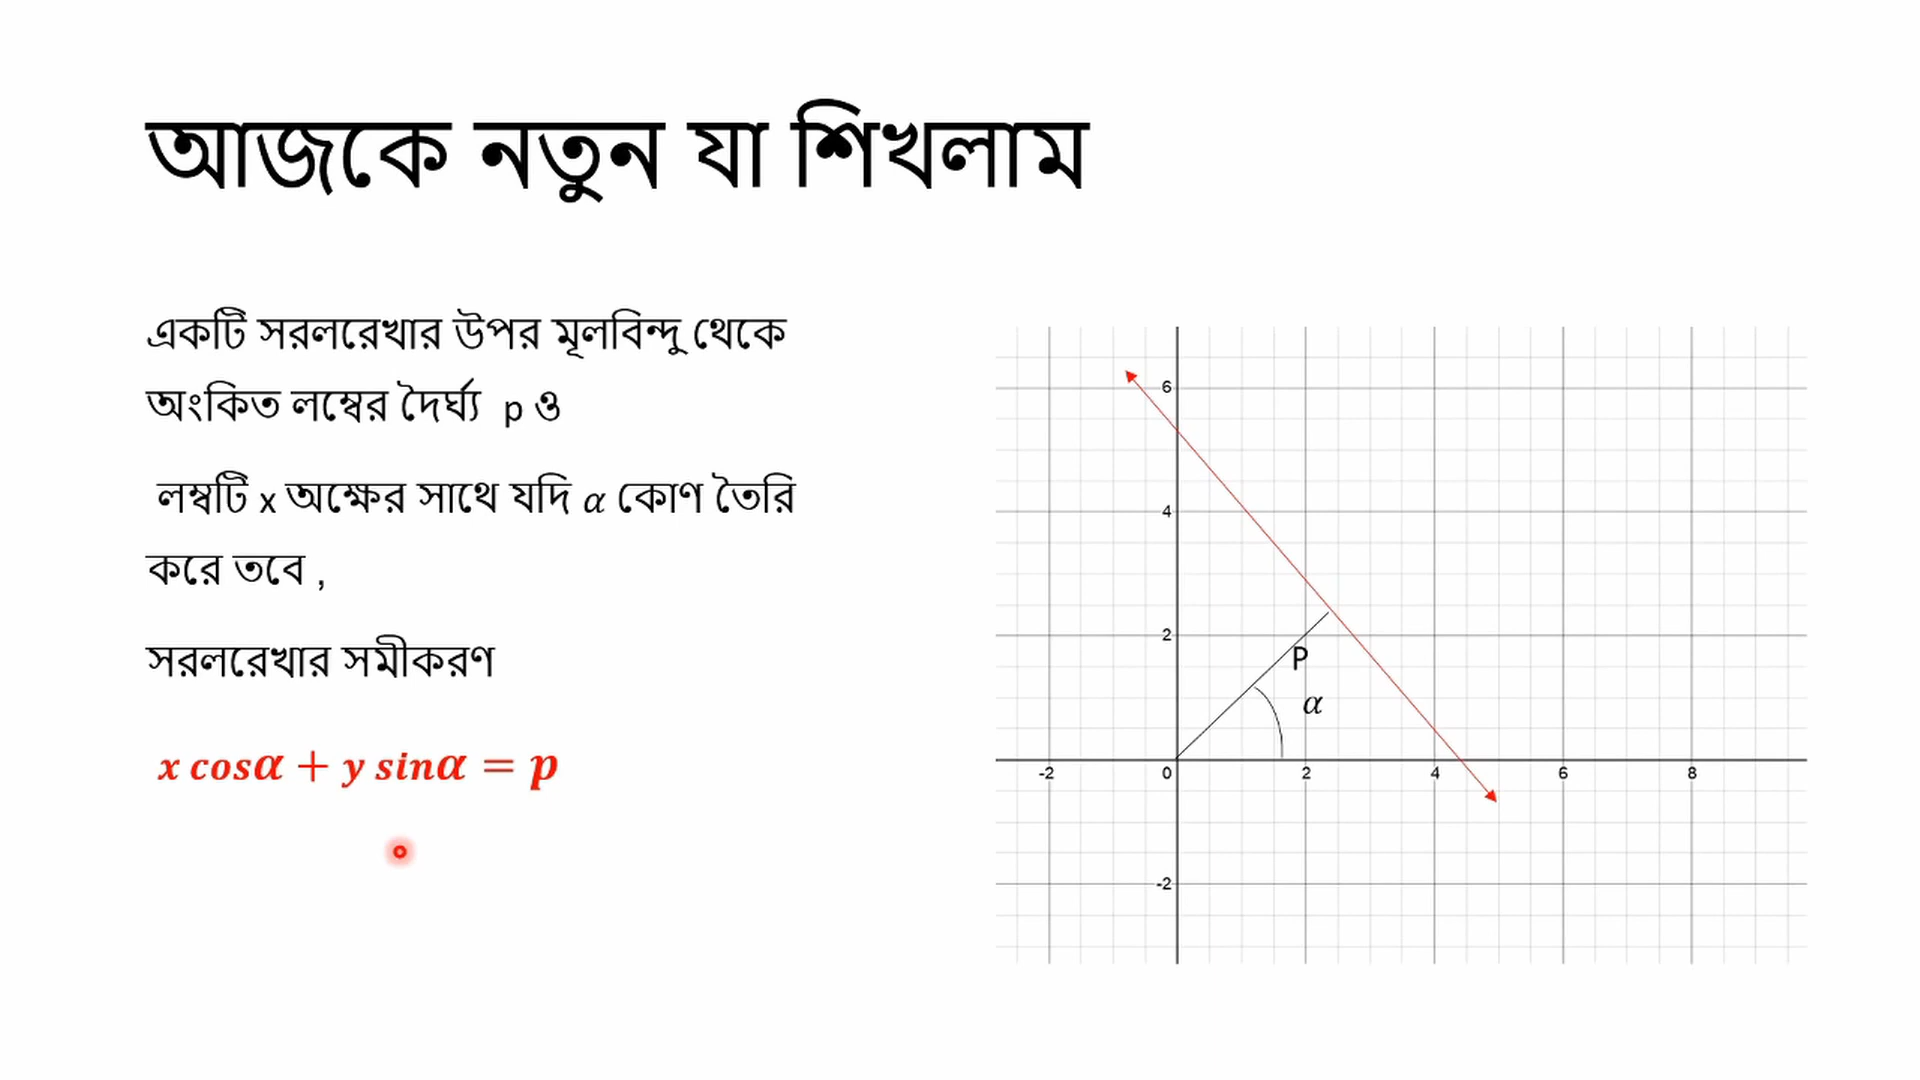 আজকে নতুন যা শিখলাম
একটি সরলরেখার উপর মূলবিন্দু থেকে
অংকিত লম্বের দৈর্ঘ্য p ও
লম্বটি x অক্ষের সাথে যদি α কোণ তৈরি
করে তবে ,
সরলরেখার সমীকরণ
x cosα + y sinα = p
6
4
2
P
α
-2 0 2 4 6 8
-2